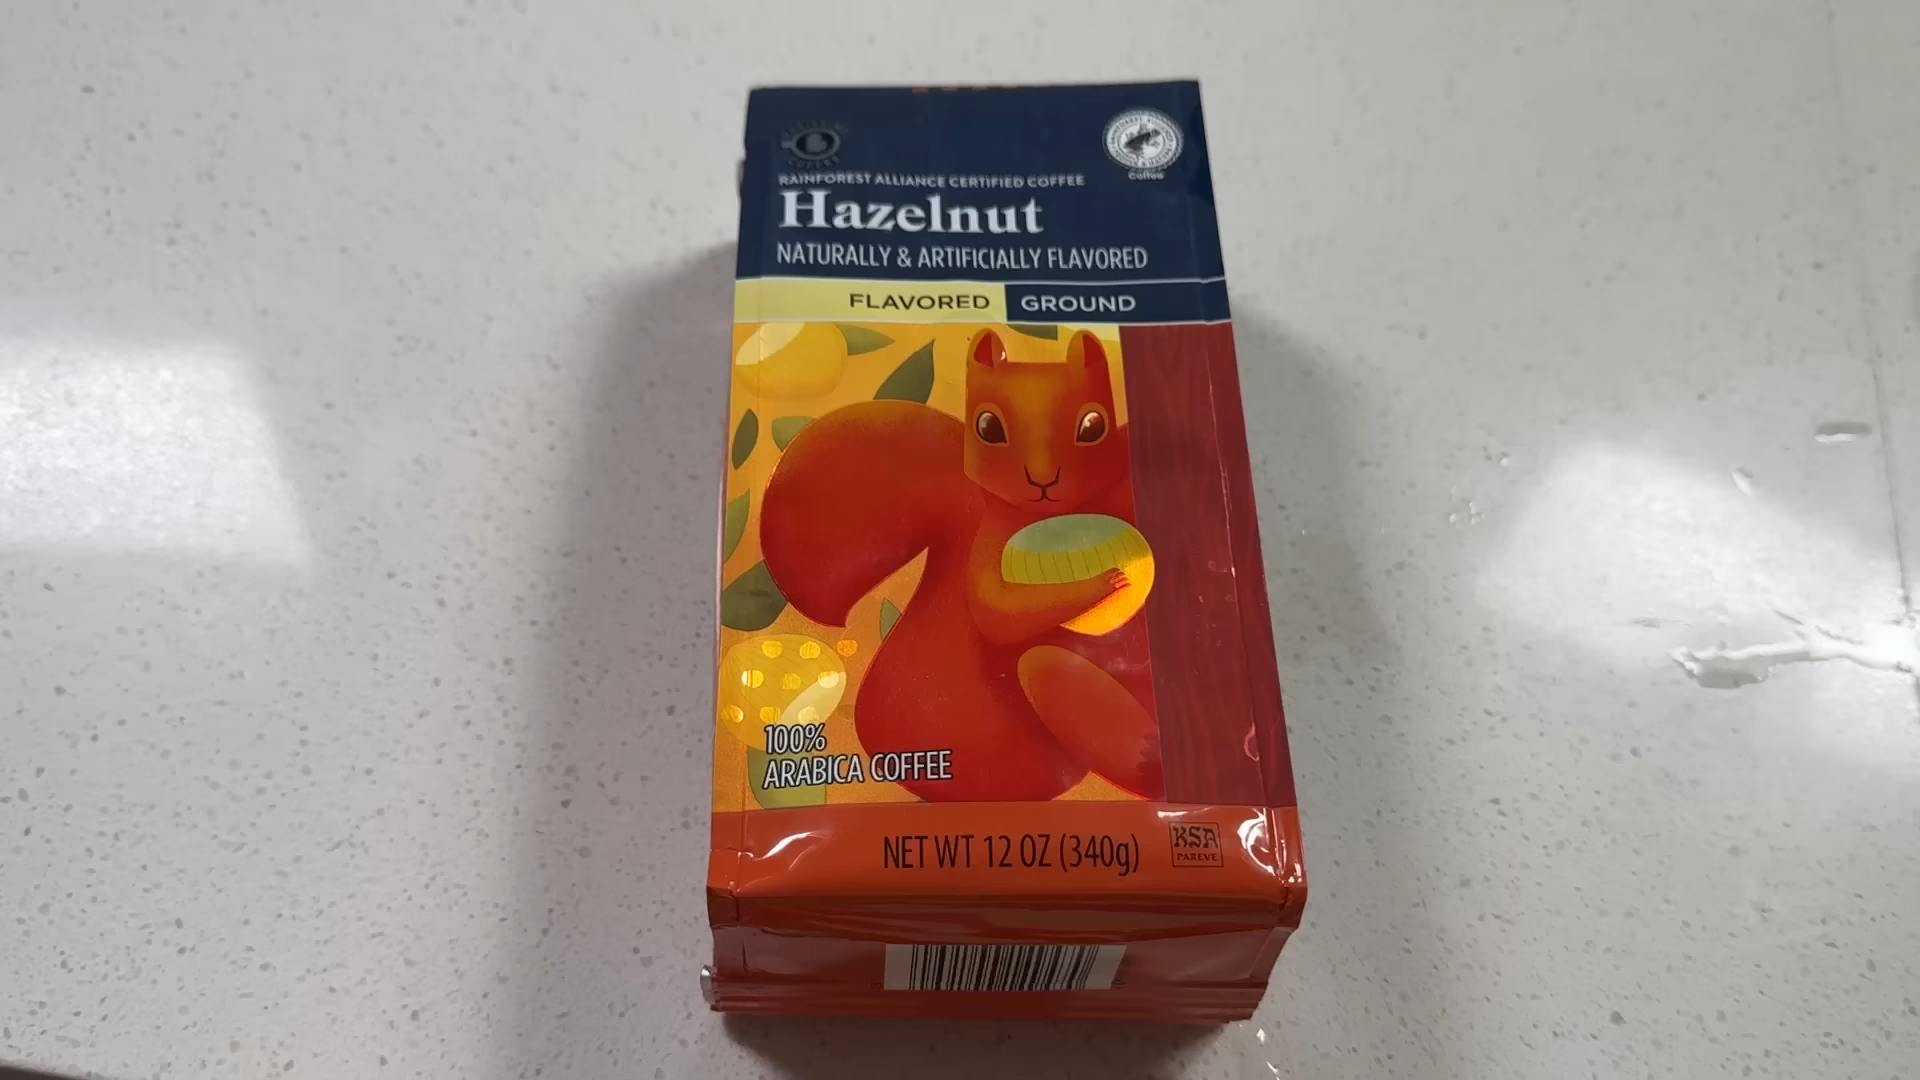 RAINFOREST ALLIANCE CERTIFIED COFFEE
Hazelnut
NATURALLY & ARTIFICIALLY FLAVORED
FLAVORED GROUND
100%
ARABICA COFFEE
NET WT 12 OZ (340g)
KSA
PAREVE
Coffee